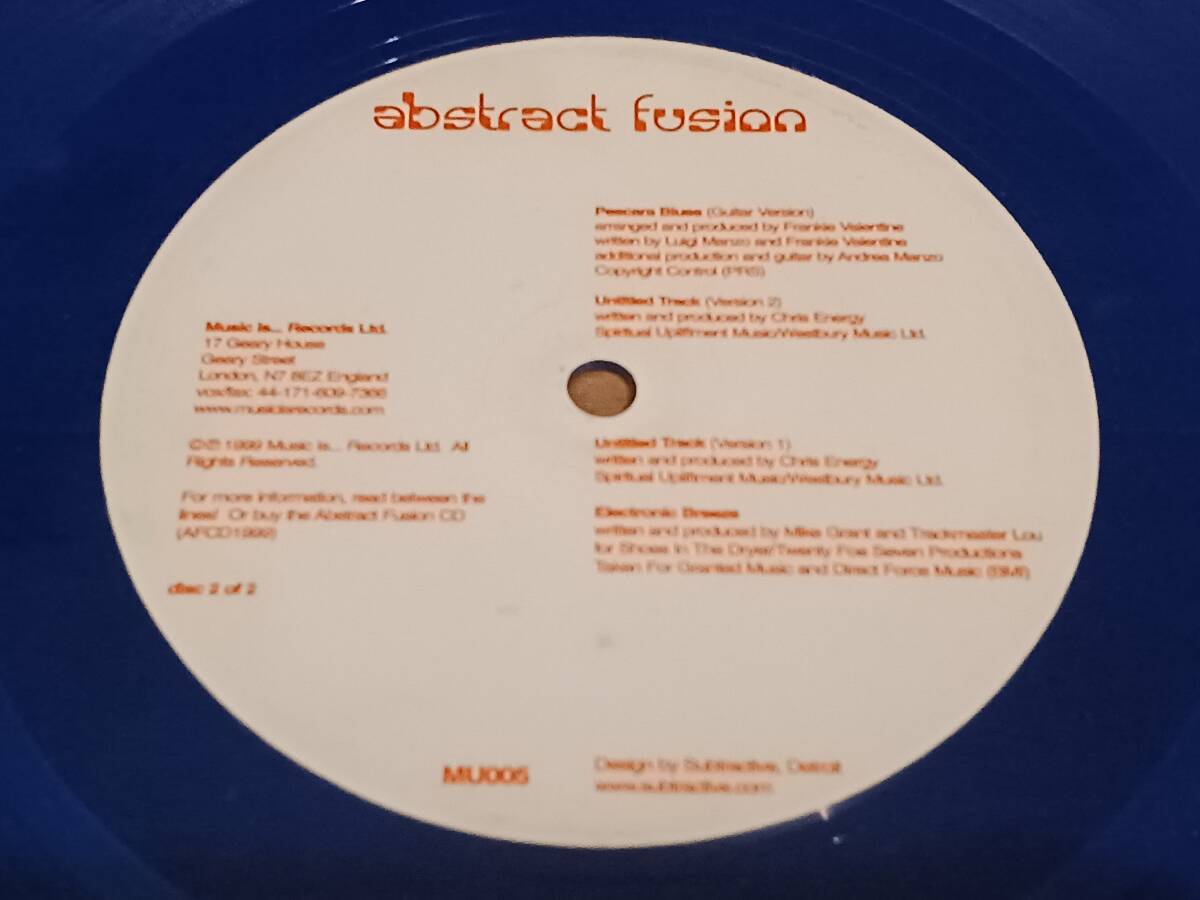 abstract fusion
Pescara Blues (Guitar Version)
arranged and produced by Frankie Valentine
written by Luigi Manzo and Frankie Valentine
additional production and guitar by Andrea Manzo
Copyright Control (PRS)
Untitled Track (Version 2)
written and produced by Chris Energy
Spiritual Upliftment Music/Westbury Music Ltd.
Music Is... Records Ltd.
17 Geary House
Geary Street
London, N7 8EZ England
vox/fax: 44-171-609-7366
www.musicisrecords.com
©℗ 1999 Music Is... Records Ltd. All
Rights Reserved.
For more information, read between the
lines! Or buy the Abstract Fusion CD
(AFCD1999)
disc 2 of 2
Untitled Track (Version 1)
written and produced by Chris Energy
Spiritual Upliftment Music/Westbury Music Ltd.
Electronic Breeze
written and produced by Mike Grant and Trackmaster Lou
for Shoes In The Dryer/Twenty Foe Seven Productions
Taken For Granted Music and Direct Force Music (BMI)
MU005
Design by Subtractive, Detroit
www.subtractive.com